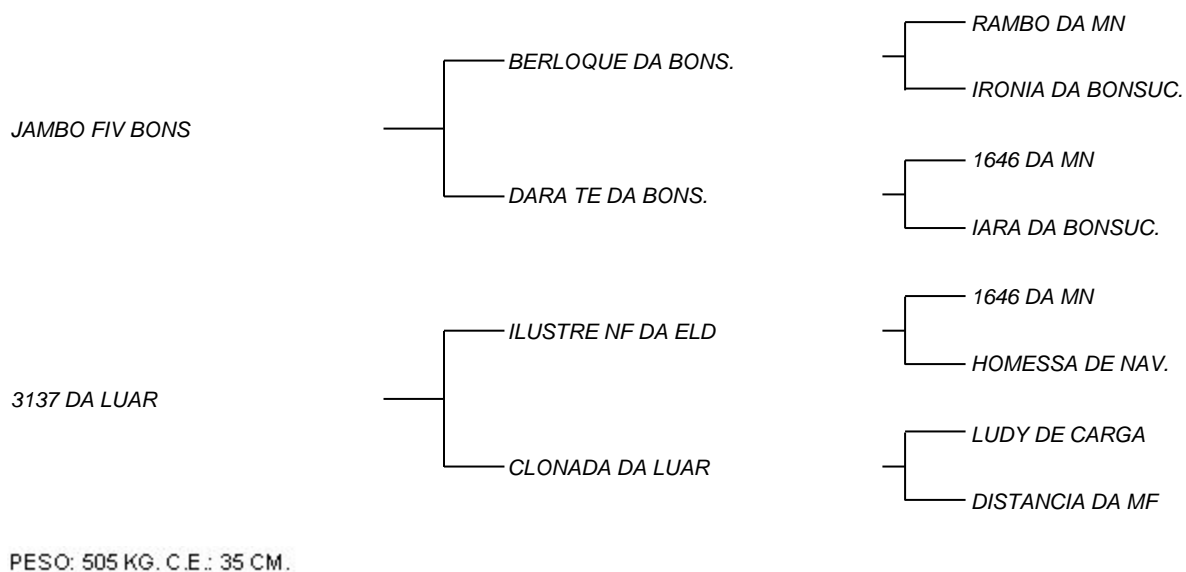 RAMBO DA MN
BERLOQUE DA BONS.
IRONIA DA BONSUC.
JAMBO FIV BONS
1646 DA MN
DARA TE DA BONS.
IARA DA BONSUC.
1646 DA MN
ILUSTRE NF DA ELD
HOMESSA DE NAV.
3137 DA LUAR
LUDY DE CARGA
CLONADA DA LUAR
DISTANCIA DA MF
PESO: 505 KG. C.E.: 35 CM.